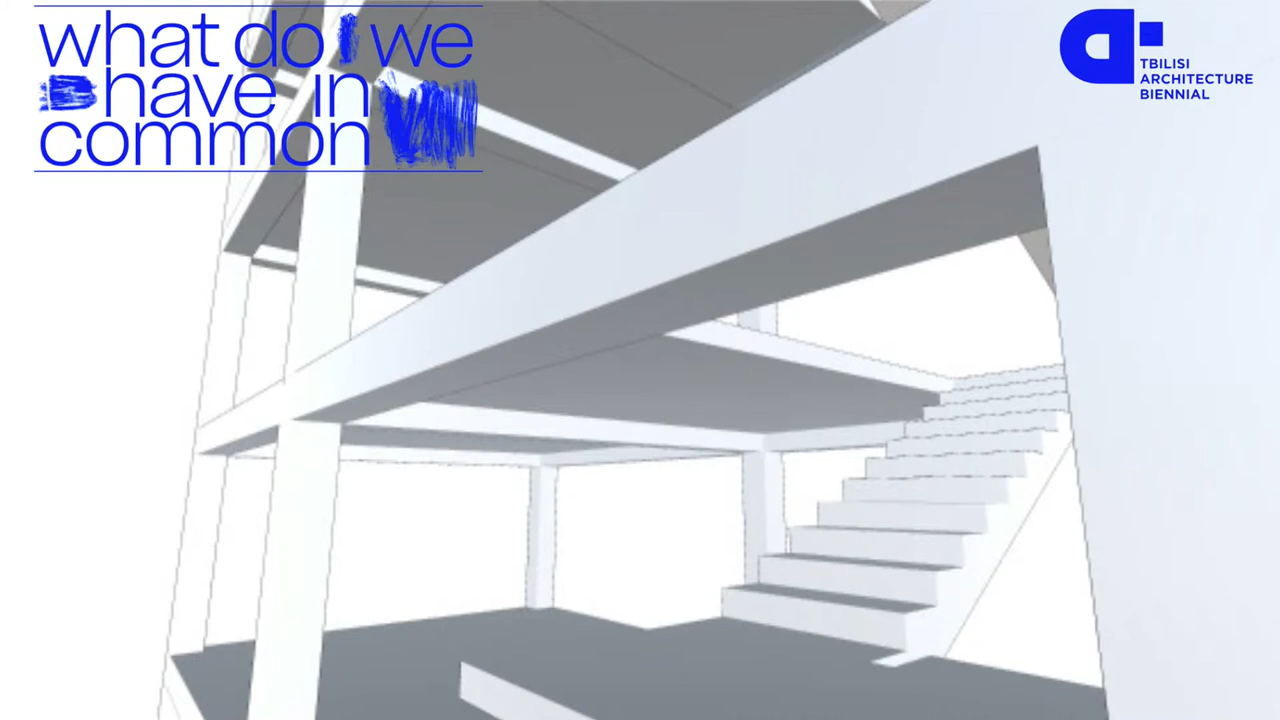 what do we
have in
common
TBILISI
ARCHITECTURE
BIENNIAL